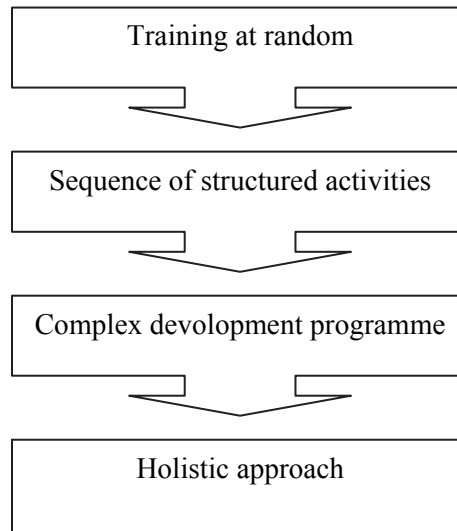 Training at random
Sequence of structured activities
Complex devolopment programme
Holistic approach